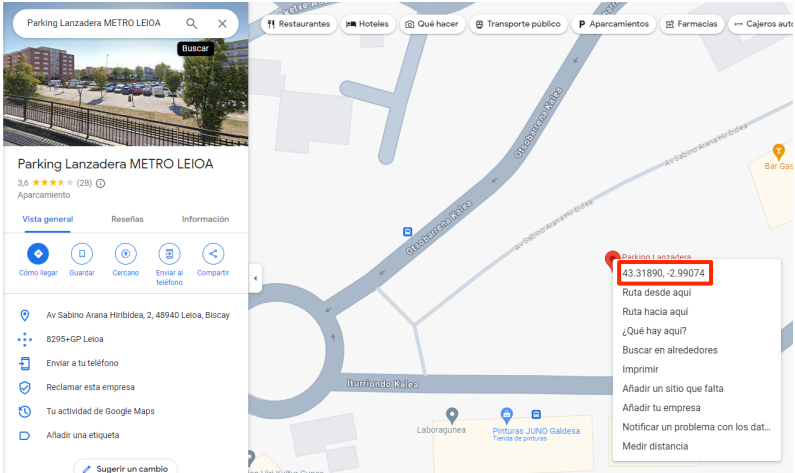 Parking Lanzadera METRO LEIOA
Buscar
Parking Lanzadera METRO LEIOA
3,6 (28)
Aparcamiento
Vista general
Reseñas
Información
Cómo llegar
Guardar
Cercano
Enviar al
teléfono
Compartir
Av Sabino Arana Hiribidea, 2, 48940 Leioa, Biscay
8295+GP Leioa
Enviar a tu teléfono
Reclamar esta empresa
Tu actividad de Google Maps
Añadir una etiqueta
Sugerir un cambio
Restaurantes
Hoteles
Qué hacer
Transporte público
P Aparcamientos
Farmacias
Cajeros auto
Otsobarrena Kalea
Av Sabino Arana Hiribidea
Bar Gas
Otsobarrena Kalea
Av Sabino Arana Hiribidea
Parking Lanzadera
43.31890, -2.99074
Ruta desde aquí
Ruta hacia aquí
¿Qué hay aquí?
Buscar en alrededores
Imprimir
Añadir un sitio que falta
Añadir tu empresa
Notificar un problema con los dat...
Medir distancia
Iturriondo Kalea
Laboragunea
Pinturas JUNO Galdesa
Tienda de pinturas